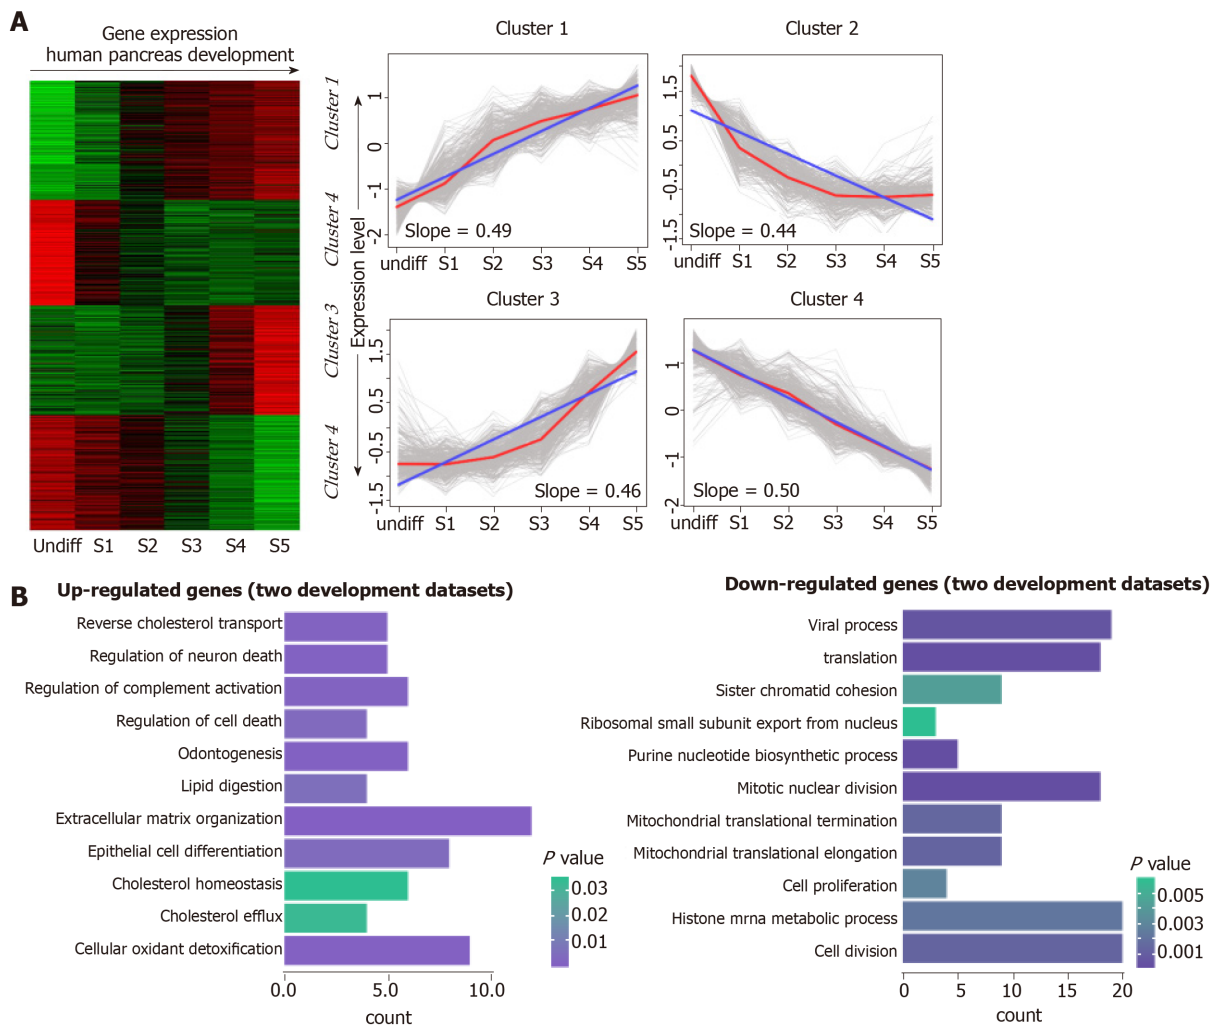 A
Gene expression
human pancreas development
Cluster 1
Cluster 4
Cluster 3
Cluster 4
Undiff S1 S2 S3 S4 S5
Expression level
Cluster 1
1
0
-1
-2
Slope = 0.49
undiff S1 S2 S3 S4 S5
Cluster 2
1.5
0.5
-0.5
-1.5
Slope = 0.44
undiff S1 S2 S3 S4 S5
Cluster 3
1.5
0.5
-0.5
-1.5
Slope = 0.46
undiff S1 S2 S3 S4 S5
Cluster 4
1
0
-1
-2
Slope = 0.50
undiff S1 S2 S3 S4 S5
B
Up-regulated genes (two development datasets)
Reverse cholesterol transport
Regulation of neuron death
Regulation of complement activation
Regulation of cell death
Odontogenesis
Lipid digestion
Extracellular matrix organization
Epithelial cell differentiation
Cholesterol homeostasis
Cholesterol efflux
Cellular oxidant detoxification
0.0 5.0 10.0
count
P value
0.03
0.02
0.01
Down-regulated genes (two development datasets)
Viral process
translation
Sister chromatid cohesion
Ribosomal small subunit export from nucleus
Purine nucleotide biosynthetic process
Mitotic nuclear division
Mitochondrial translational termination
Mitochondrial translational elongation
Cell proliferation
Histone mrna metabolic process
Cell division
0 5 10 15 20
count
P value
0.005
0.003
0.001